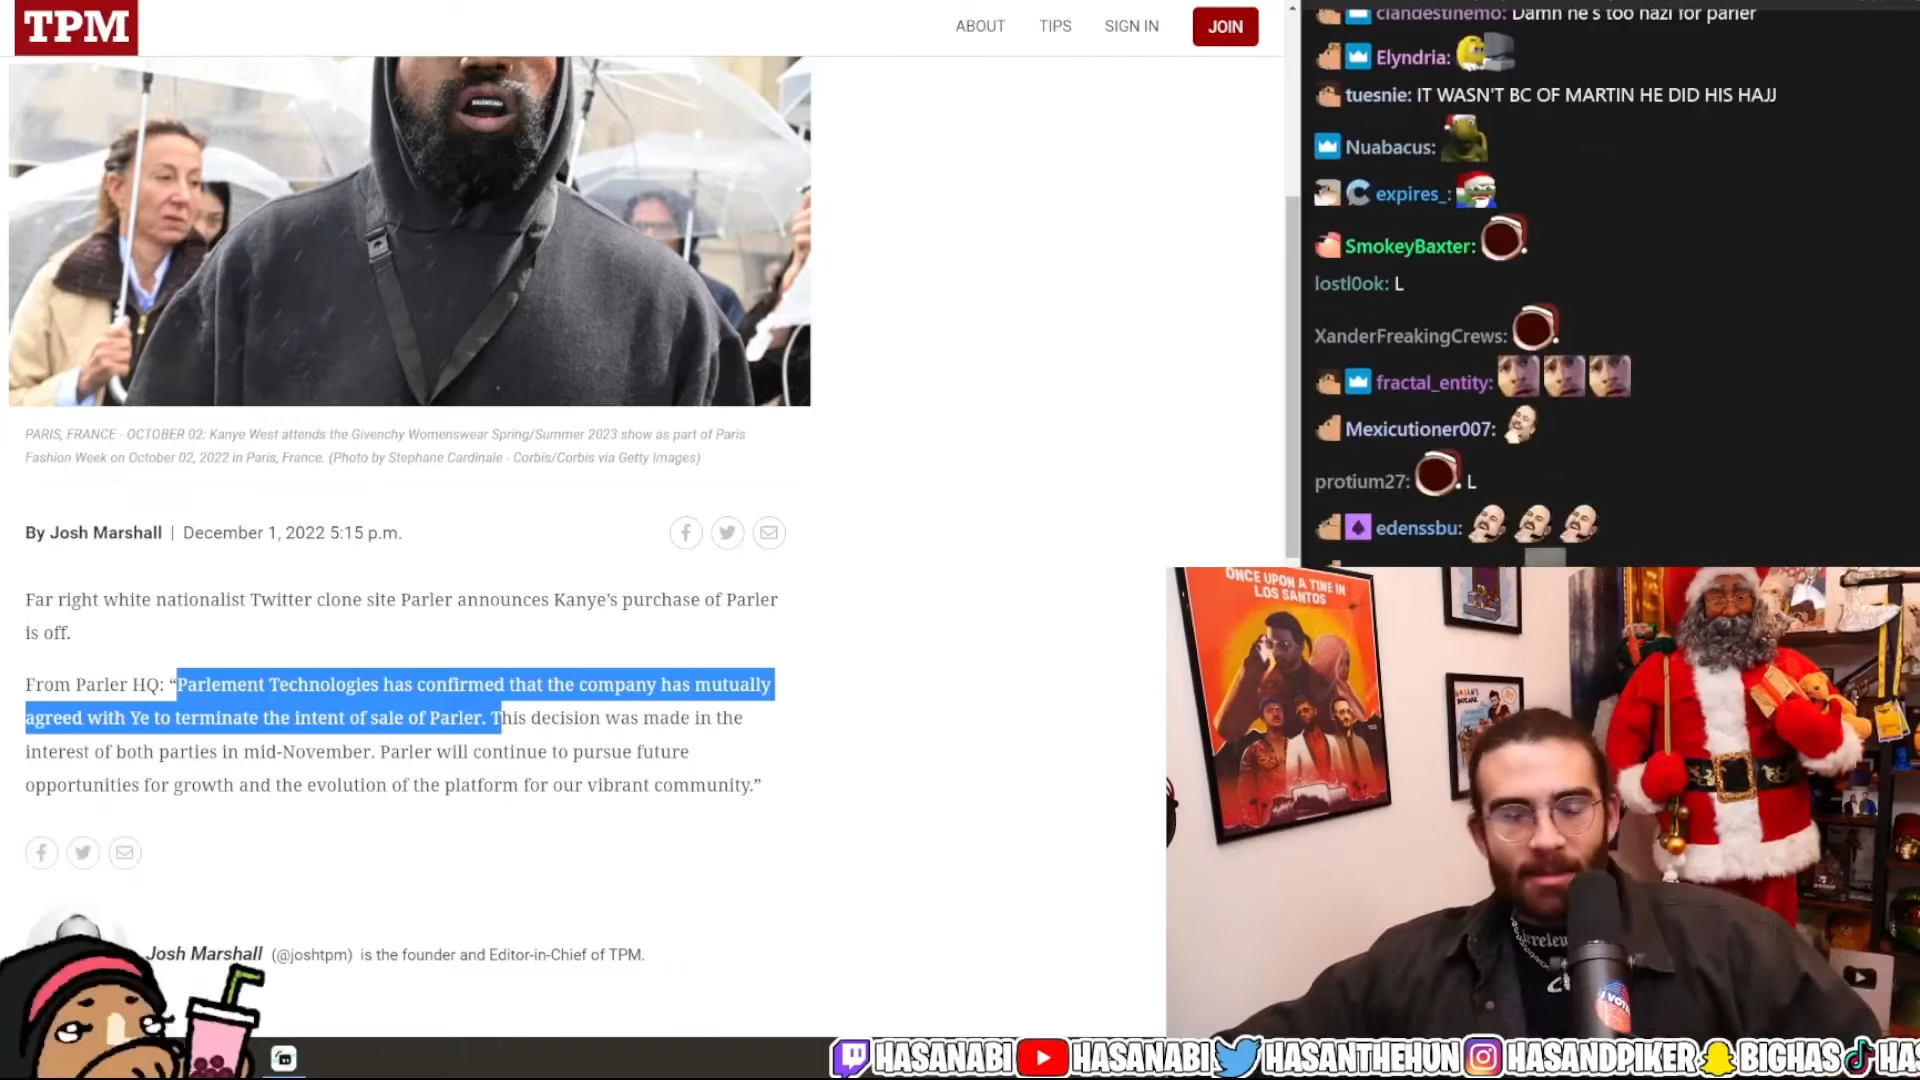 TPM
ABOUT
TIPS
SIGN IN
JOIN
BALENCIAGA
PARIS, FRANCE - OCTOBER 02: Kanye West attends the Givenchy Womenswear Spring/Summer 2023 show as part of Paris
Fashion Week on October 02, 2022 in Paris, France. (Photo by Stephane Cardinale - Corbis/Corbis via Getty Images)
By Josh Marshall | December 1, 2022 5:15 p.m.
Far right white nationalist Twitter clone site Parler announces Kanye’s purchase of Parler
is off.
From Parler HQ: “Parlement Technologies has confirmed that the company has mutually
agreed with Ye to terminate the intent of sale of Parler. This decision was made in the
interest of both parties in mid-November. Parler will continue to pursue future
opportunities for growth and the evolution of the platform for our vibrant community.”
Josh Marshall (@joshtpm) is the founder and Editor-in-Chief of TPM.
clandestinemo: Damn he's too nazi for parler
Elyndria:
tuesnie: IT WASN'T BC OF MARTIN HE DID HIS HAJJ
Nuabacus:
expires_:
SmokeyBaxter:
lostl0ok: L
XanderFreakingCrews:
fractal_entity:
Mexicutioner007:
protium27: L
edenssbu:
ONCE UPON A TIME IN
LOS SANTOS
I VOTED
HASANABI
HASANABI
HASANTHEHUN
HASANDPIKER
BIGHAS
HAS